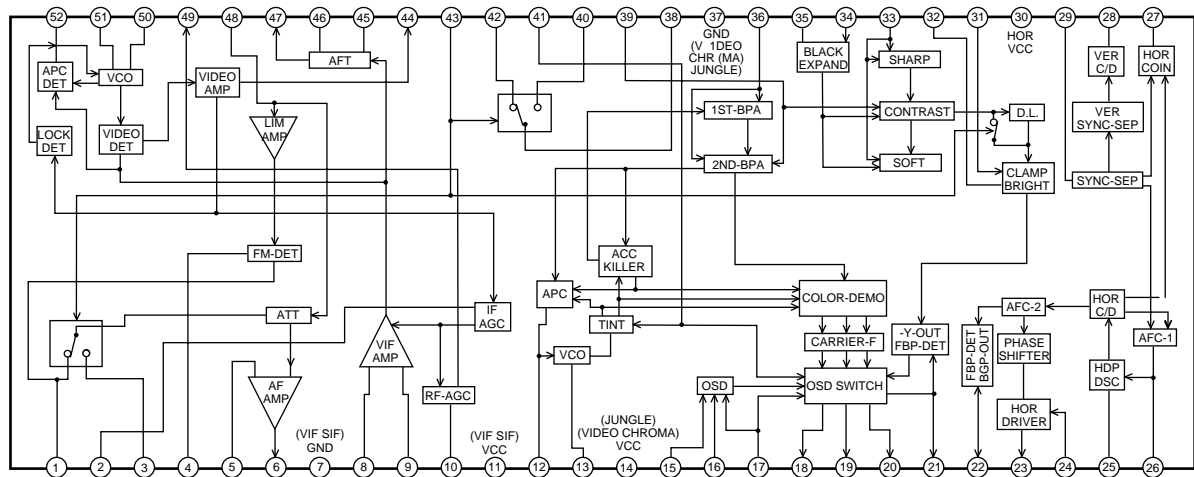 52 51 50 49 48 47 46 45 44 43 42 41 40 39 38 37 36 35 34 33 32 31 30 29 28 27
GND
(V 1DEO
CHR (MA)
JUNGLE)
HOR
VCC
APC
DET
VCO
VIDEO
AMP
AFT
BLACK
EXPAND
SHARP
VER
C/D
HOR
COIN
LOCK
DET
VIDEO
DET
LIM
AMP
1ST-BPA
CONTRAST
D.L.
VER
SYNC-SEP
2ND-BPA
SOFT
CLAMP
BRIGHT
SYNC-SEP
FM-DET
ACC
KILLER
APC
COLOR-DEMO
IF
AGC
ATT
TINT
VIF
AMP
VCO
CARRIER-F
-Y-OUT
FBP-DET
AFC-2
HOR
C/D
AFC-1
FBP-DET
BGP-OUT
PHASE
SHIFTER
HDP
DSC
AF
AMP
RF-AGC
OSD
OSD SWITCH
HOR
DRIVER
(VIF SIF)
GND
(VIF SIF)
VCC
(JUNGLE)
(VIDEO CHROMA)
VCC
1 2 3 4 5 6 7 8 9 10 11 12 13 14 15 16 17 18 19 20 21 22 23 24 25 26